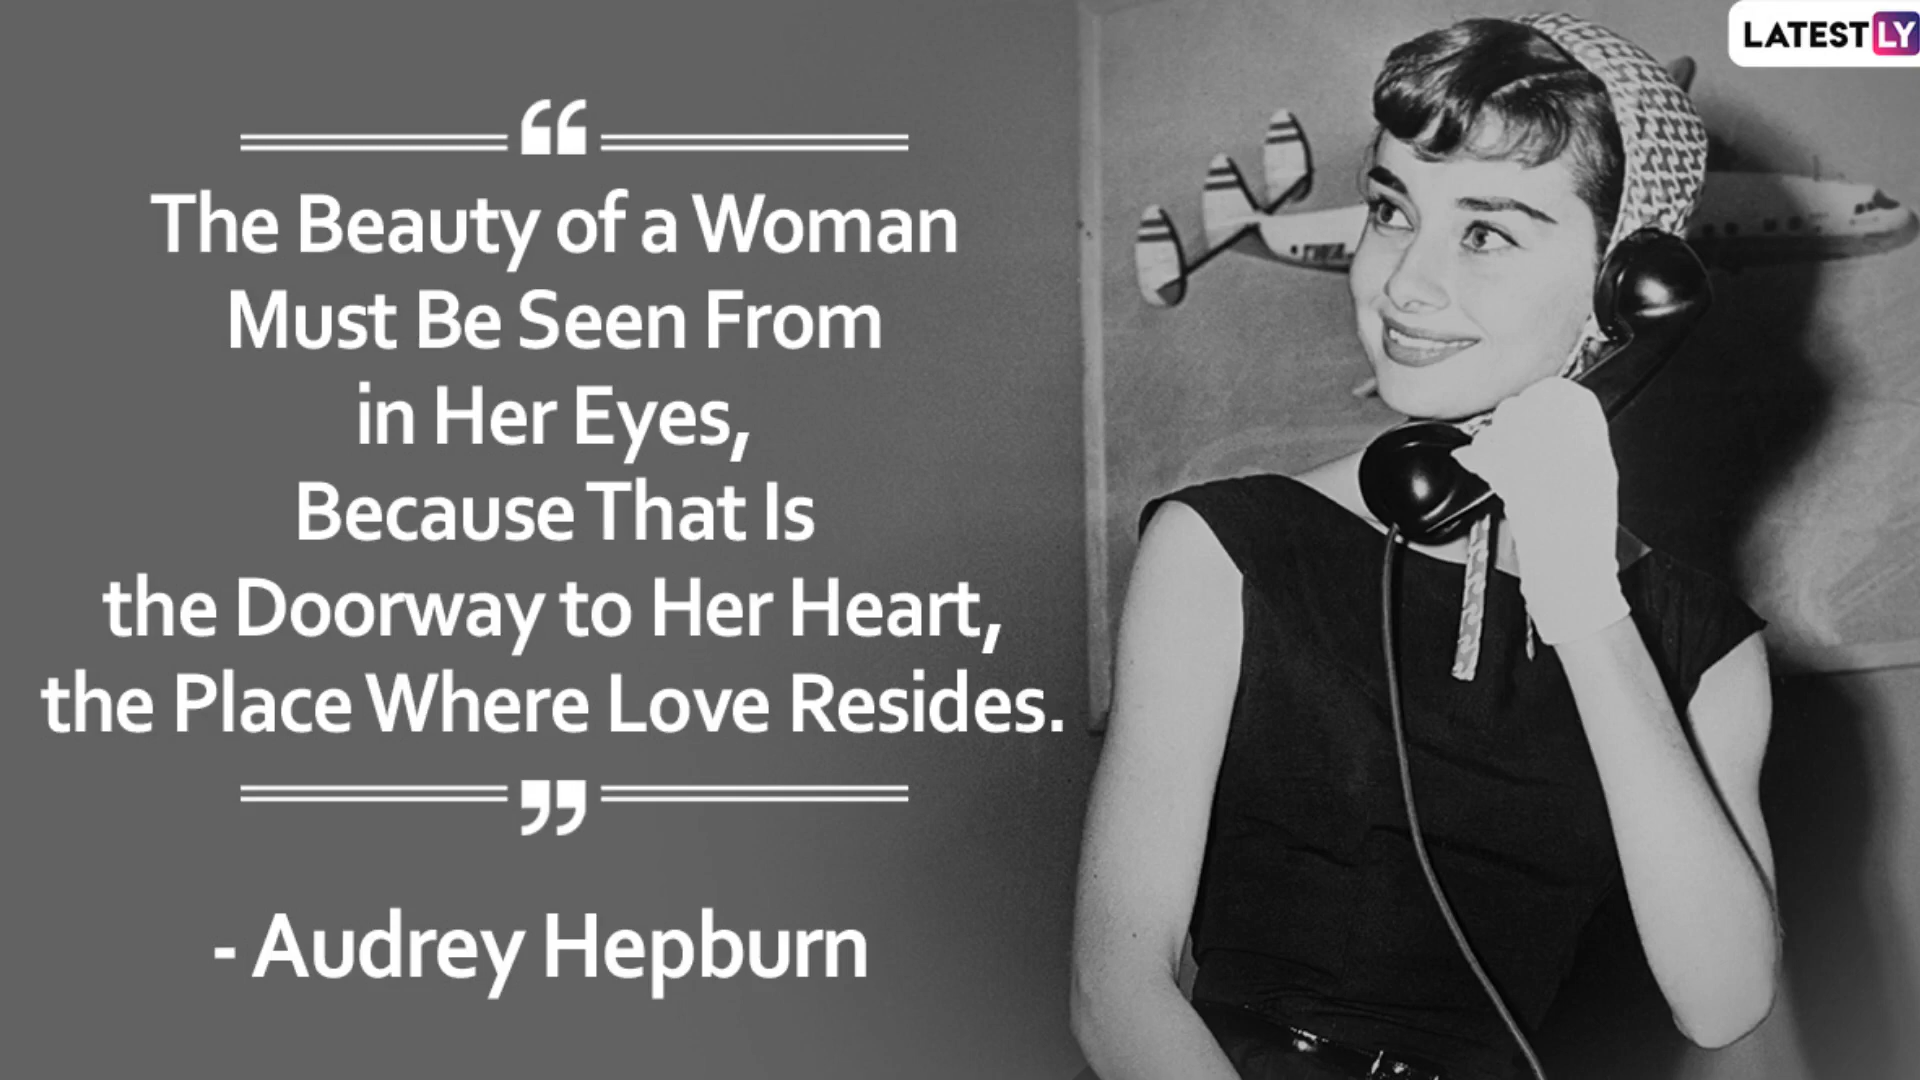 LATESTLY
“
The Beauty of a Woman
Must Be Seen From
in Her Eyes,
Because That Is
the Doorway to Her Heart,
the Place Where Love Resides.
”
- Audrey Hepburn